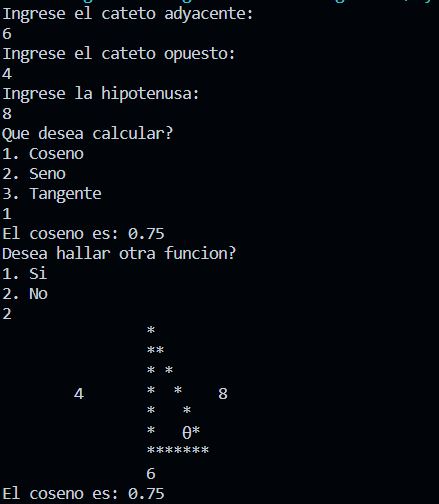 Ingrese el cateto adyacente:
6
Ingrese el cateto opuesto:
4
Ingrese la hipotenusa:
8
Que desea calcular?
1. Coseno
2. Seno
3. Tangente
1
El coseno es: 0.75
Desea hallar otra funcion?
1. Si
2. No
2
*
**
* *
4 * * 8
* *
* θ*
*******
6
El coseno es: 0.75